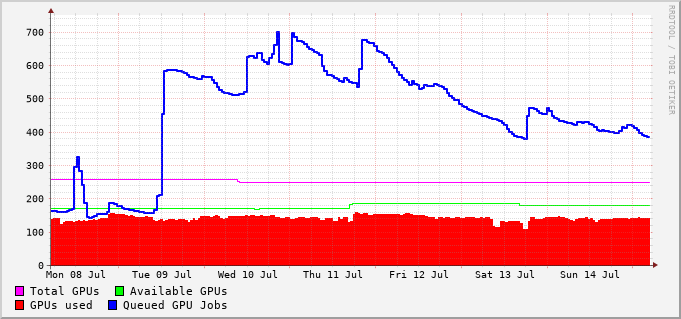 RRDTOOL / TOBI OETIKER
700
600
500
400
300
200
100
0
Mon 08 Jul Tue 09 Jul Wed 10 Jul Thu 11 Jul Fri 12 Jul Sat 13 Jul Sun 14 Jul
Total GPUs Available GPUs
GPUs used Queued GPU Jobs